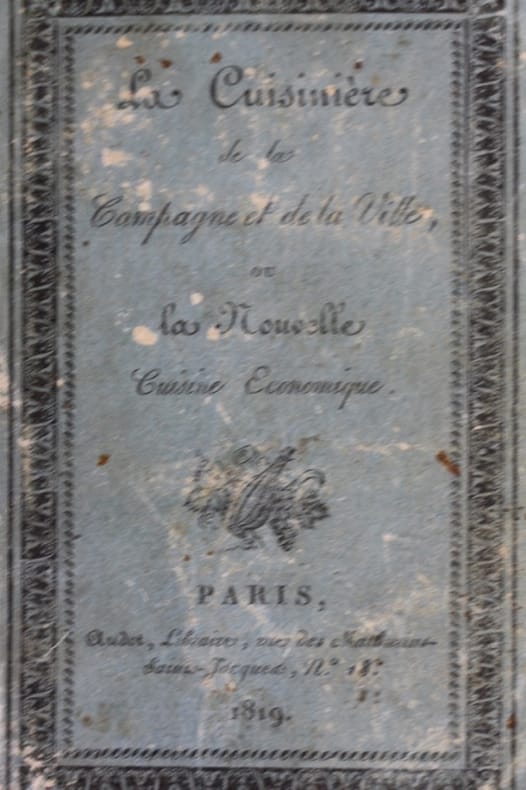 La Cuisinière
de la
Campagne et de la Ville,
ou
la Nouvelle
Cuisine Economique.
PARIS,
Audot, Libraire, rue des Mathurins-
Saint-Jacques, N.º 18.
1819.